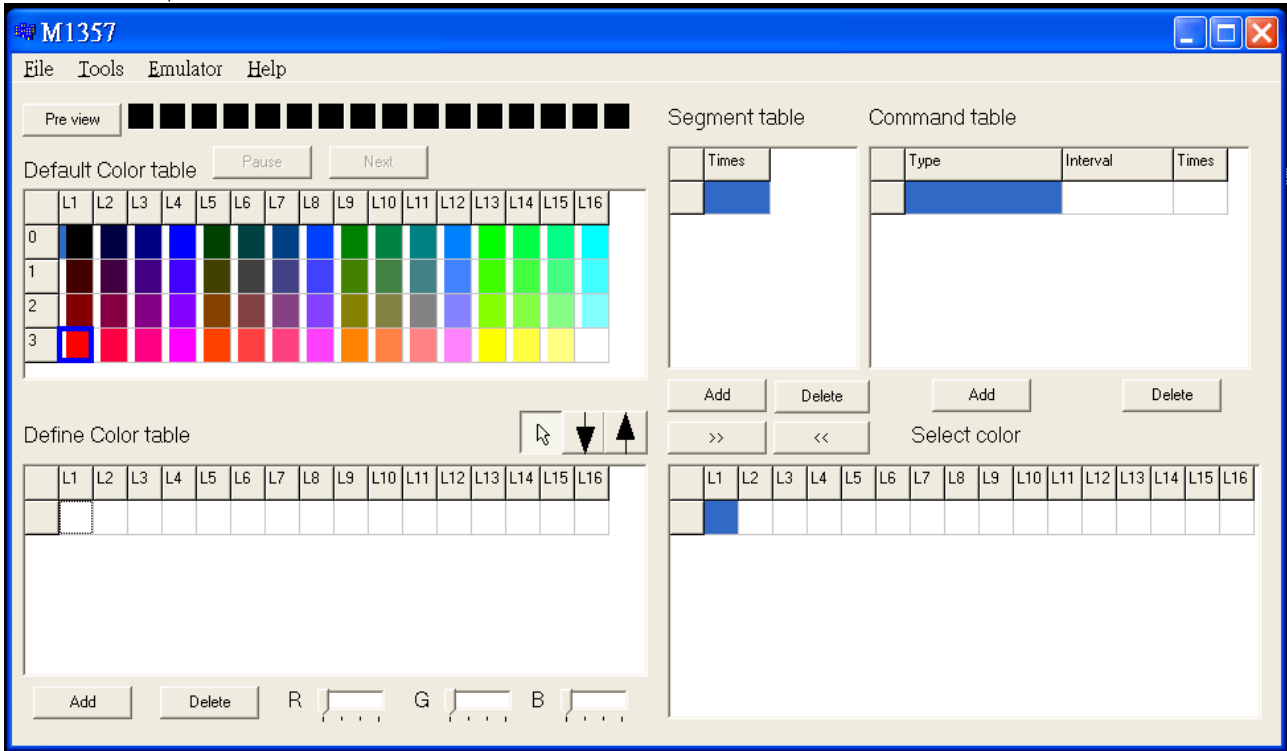 M1357
File Tools Emulator Help
Pre view
Segment table Command table
Default Color table Pause Next
Times
Type Interval Times
L1 L2 L3 L4 L5 L6 L7 L8 L9 L10 L11 L12 L13 L14 L15 L16
0
1
2
3
Add Delete Add Delete
Define Color table
>> << Select color
L1 L2 L3 L4 L5 L6 L7 L8 L9 L10 L11 L12 L13 L14 L15 L16
L1 L2 L3 L4 L5 L6 L7 L8 L9 L10 L11 L12 L13 L14 L15 L16
Add Delete R G B